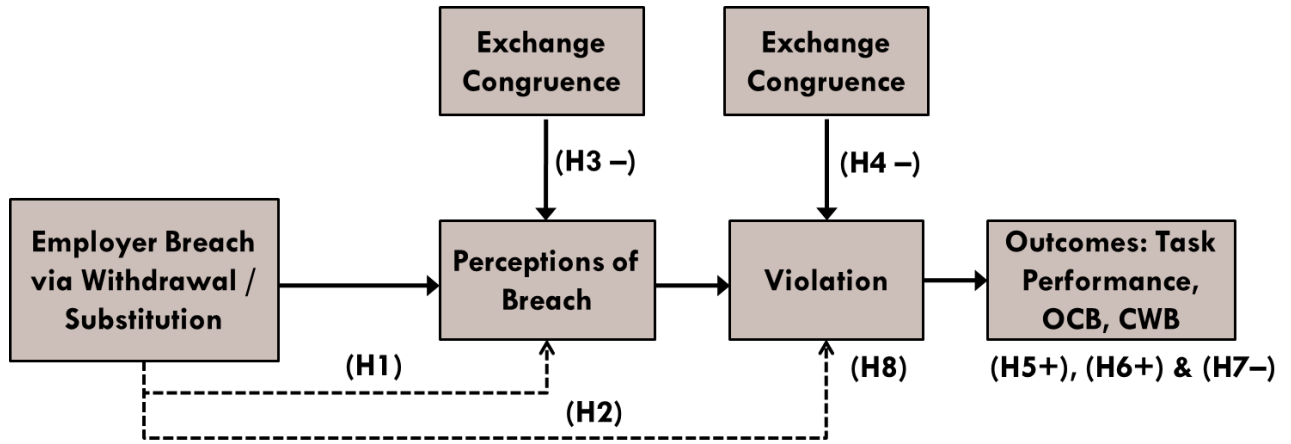 Exchange
Congruence
Exchange
Congruence
(H3 –)
(H4 –)
Employer Breach
via Withdrawal /
Substitution
Perceptions of
Breach
Violation
Outcomes: Task
Performance,
OCB, CWB
(H1)
(H8)
(H5+), (H6+) & (H7–)
(H2)